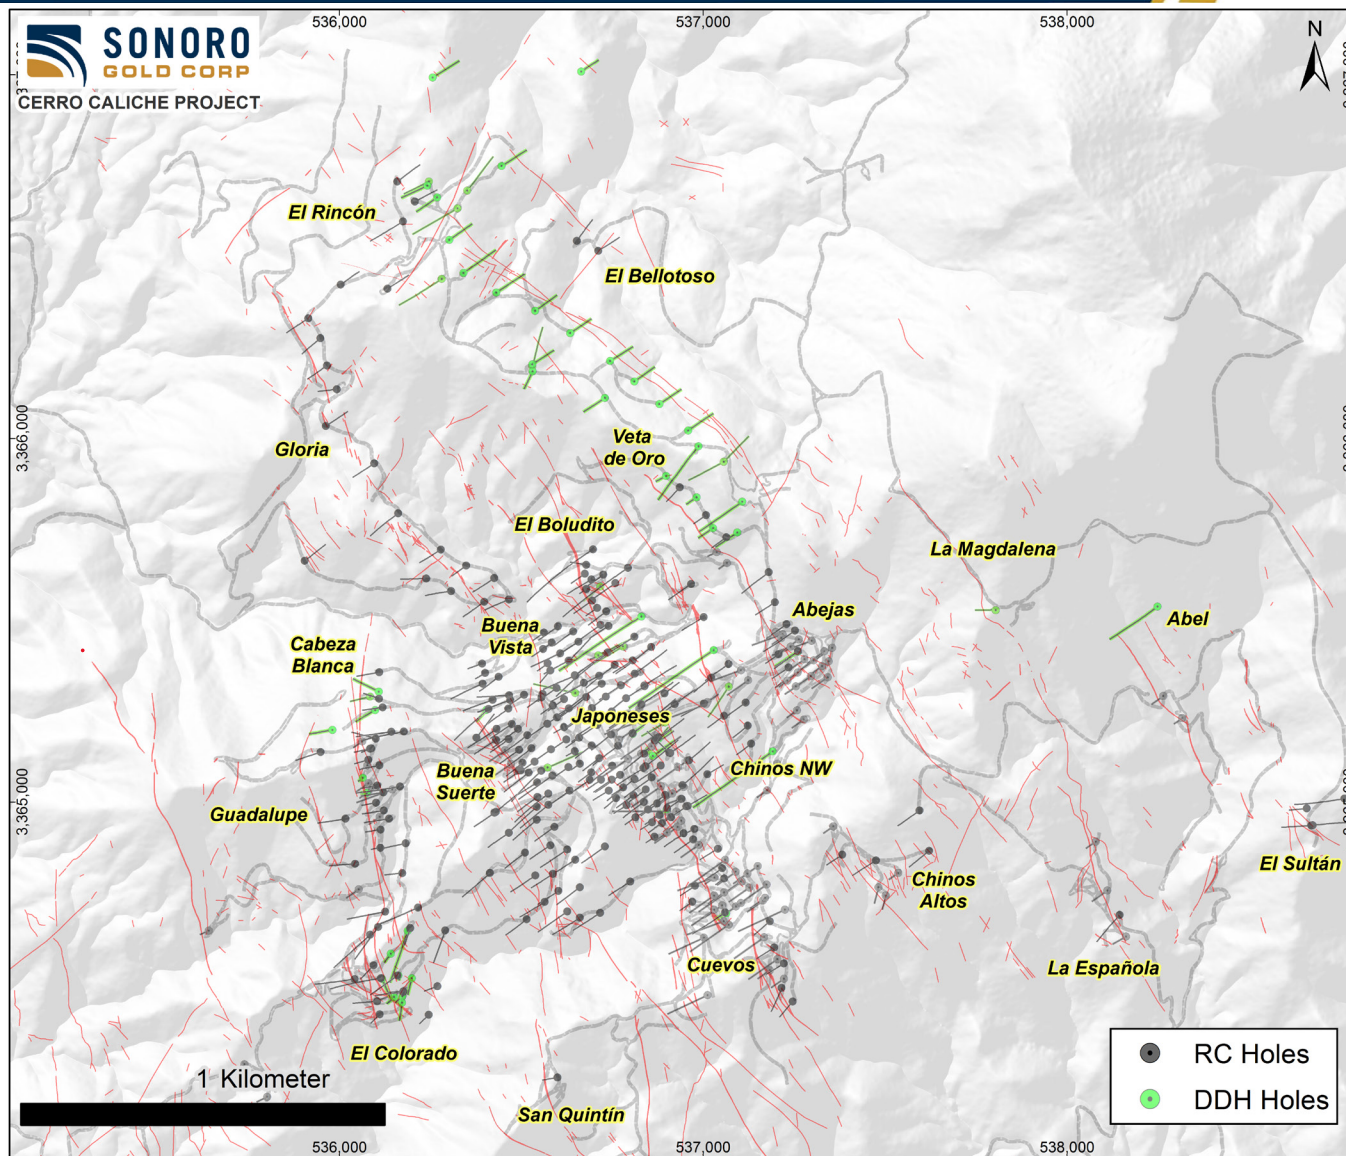 536,000
537,000
538,000
SONORO
GOLD CORP
CERRO CALICHE PROJECT
N
El Rincón
El Bellotoso
3,366,000
Gloria
Veta
de Oro
El Boludito
La Magdalena
Abejas
Abel
Buena
Vista
Cabeza
Blanca
Japoneses
Chinos NW
Buena
Suerte
3,365,000
Guadalupe
El Sultán
Chinos
Altos
Cuevos
La Española
El Colorado
RC Holes
DDH Holes
1 Kilometer
San Quintín
536,000
537,000
538,000